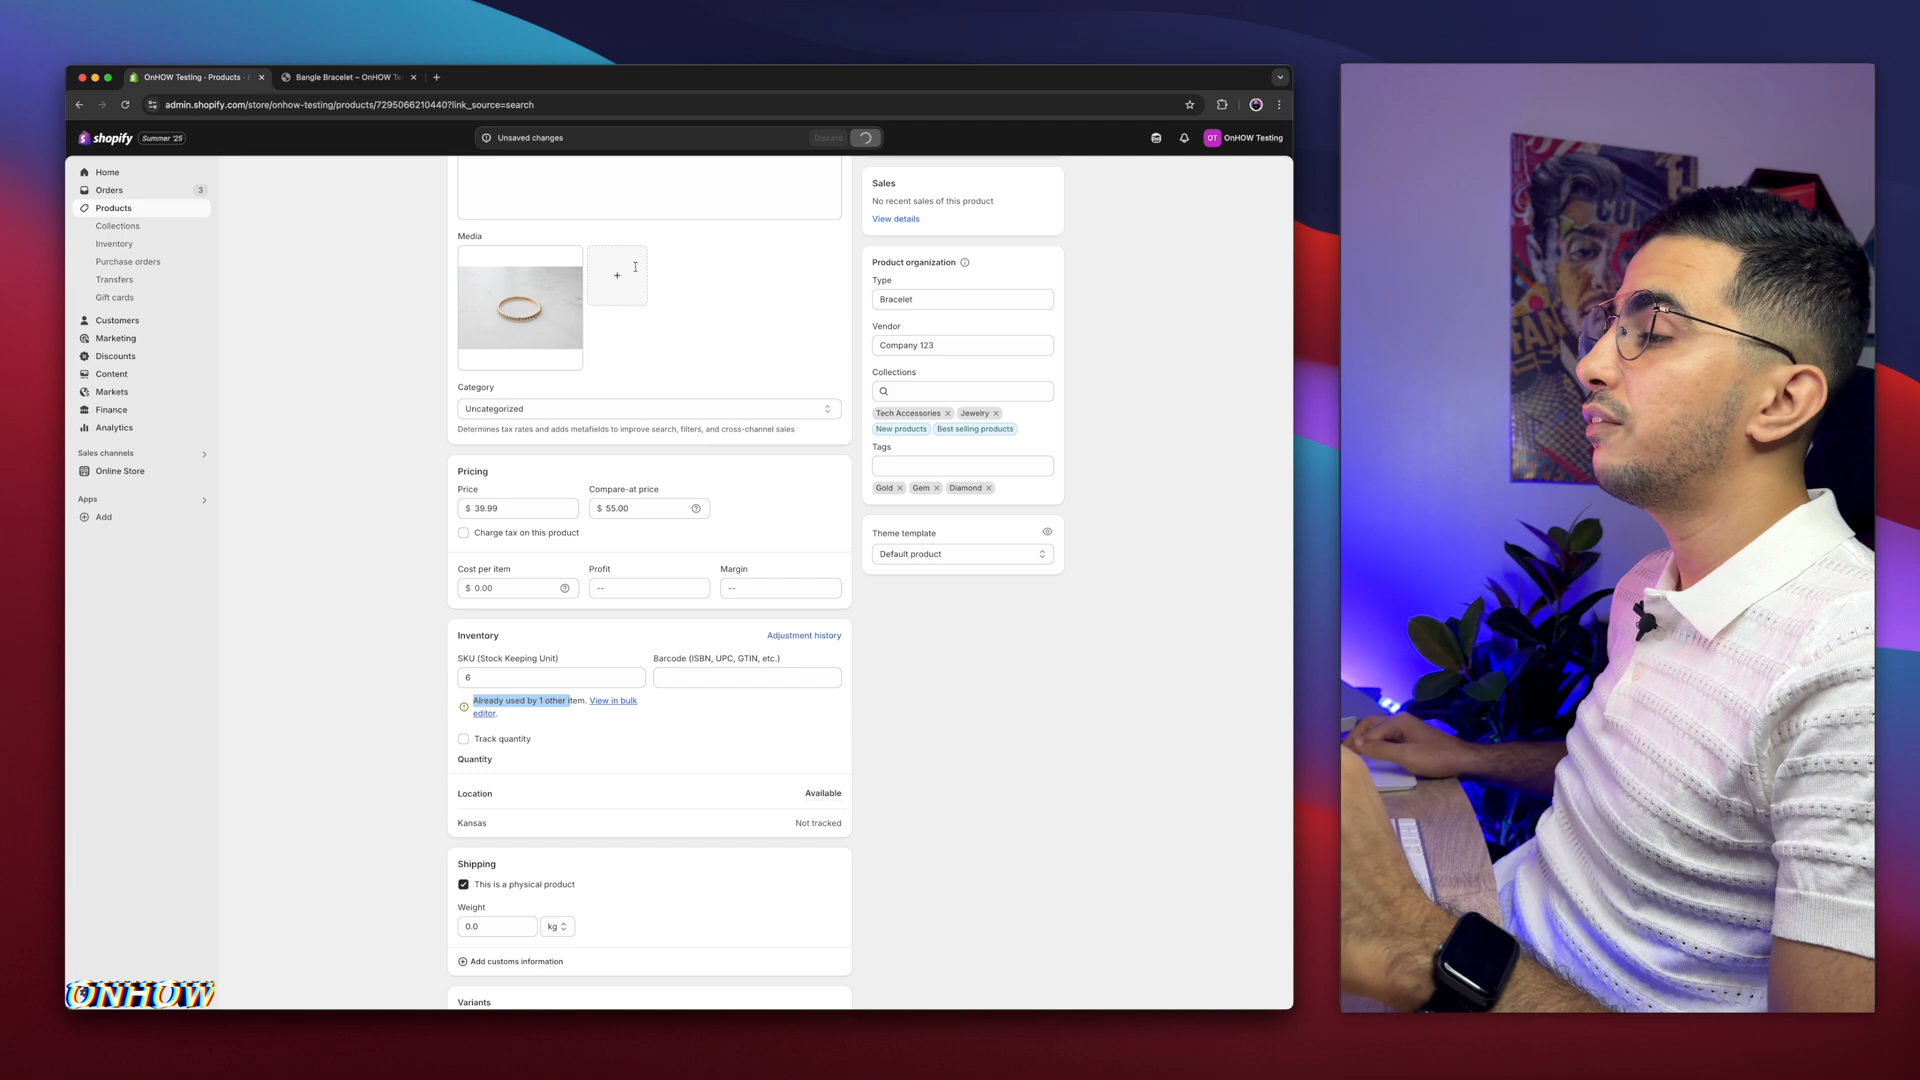 OnHOW Testing · Products ·
Bangle Bracelet – OnHOW Te
admin.shopify.com/store/onhow-testing/products/7295066210440?link_source=search
shopify
Summer '25
Unsaved changes
Discard
OT
OnHOW Testing
Home
Orders
3
Products
Collections
Inventory
Purchase orders
Transfers
Gift cards
Customers
Marketing
Discounts
Content
Markets
Finance
Analytics
Sales channels
Online Store
Apps
Add
Media
Category
Uncategorized
Determines tax rates and adds metafields to improve search, filters, and cross-channel sales
Pricing
Price
Compare-at price
$ 39.99
$ 55.00
Charge tax on this product
Cost per item
Profit
Margin
$ 0.00
--
--
Inventory
Adjustment history
SKU (Stock Keeping Unit)
Barcode (ISBN, UPC, GTIN, etc.)
6
Already used by 1 other item. View in bulk
editor.
Track quantity
Quantity
Location
Available
Kansas
Not tracked
Shipping
This is a physical product
Weight
0.0
kg
Add customs information
Variants
Sales
No recent sales of this product
View details
Product organization
Type
Bracelet
Vendor
Company 123
Collections
Tech Accessories
Jewelry
New products
Best selling products
Tags
Gold
Gem
Diamond
Theme template
Default product
ONHOW